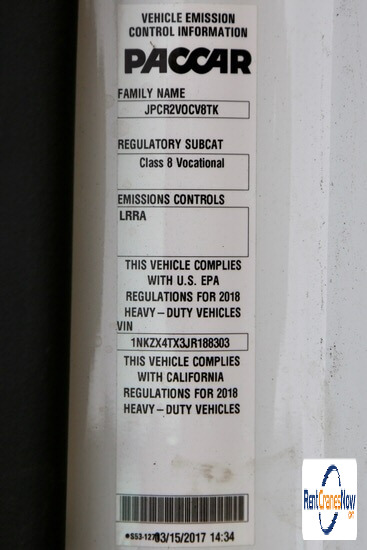 VEHICLE EMISSION
CONTROL INFORMATION
PACCAR
FAMILY NAME
JPCR2VOCV8TK
REGULATORY SUBCAT
Class 8 Vocational
EMISSIONS CONTROLS
LRRA
THIS VEHICLE COMPLIES
WITH U.S. EPA
REGULATIONS FOR 2018
HEAVY-DUTY VEHICLES
VIN
1NKZX4TX3JR188303
THIS VEHICLE COMPLIES
WITH CALIFORNIA
REGULATIONS FOR 2018
HEAVY-DUTY VEHICLES
03/15/2017 14:34
RentCranesNow